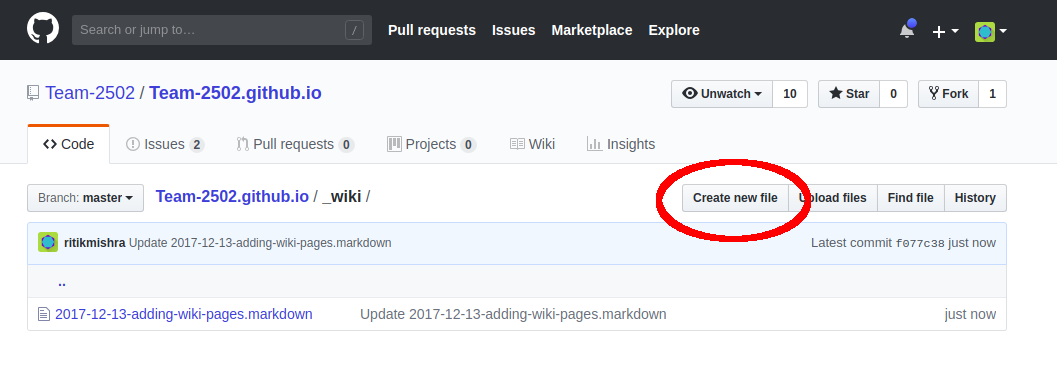 Search or jump to… / Pull requests Issues Marketplace Explore
Team-2502 / Team-2502.github.io Unwatch 10 Star 0 Fork 1
Code Issues 2 Pull requests 0 Projects 0 Wiki Insights
Branch: master Team-2502.github.io / _wiki / Create new file Upload files Find file History
ritikmishra Update 2017-12-13-adding-wiki-pages.markdown Latest commit f077c38 just now
..
2017-12-13-adding-wiki-pages.markdown Update 2017-12-13-adding-wiki-pages.markdown just now